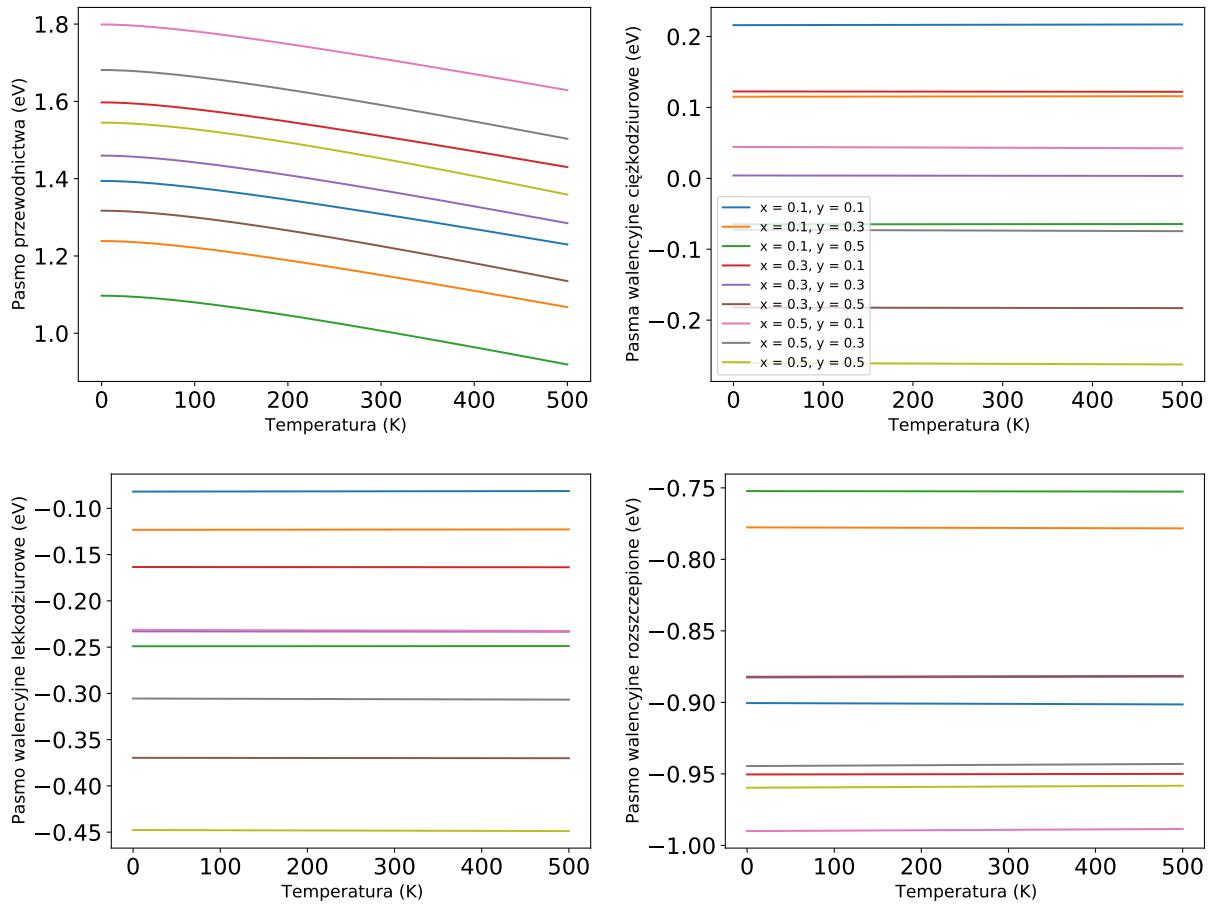 Pasmo przewodnictwa (eV)
1.8
1.6
1.4
1.2
1.0
0 100 200 300 400 500
Temperatura (K)
Pasma walencyjne ciężkodziurowe (eV)
0.2
0.1
0.0
−0.1
−0.2
x = 0.1, y = 0.1
x = 0.1, y = 0.3
x = 0.1, y = 0.5
x = 0.3, y = 0.1
x = 0.3, y = 0.3
x = 0.3, y = 0.5
x = 0.5, y = 0.1
x = 0.5, y = 0.3
x = 0.5, y = 0.5
0 100 200 300 400 500
Temperatura (K)
Pasmo walencyjne lekkodziurowe (eV)
−0.10
−0.15
−0.20
−0.25
−0.30
−0.35
−0.40
−0.45
0 100 200 300 400 500
Temperatura (K)
Pasmo walencyjne rozszczepione (eV)
−0.75
−0.80
−0.85
−0.90
−0.95
−1.00
0 100 200 300 400 500
Temperatura (K)